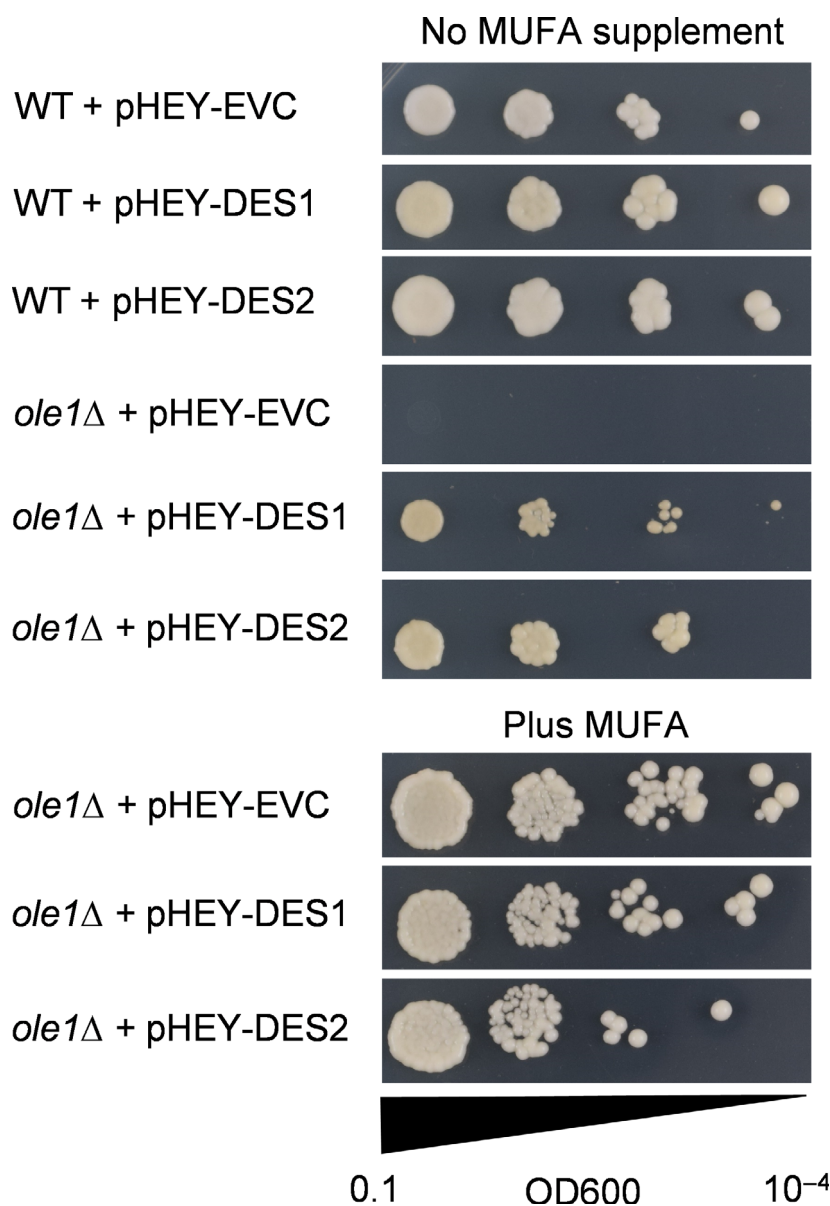 No MUFA supplement
WT + pHEY-EVC
WT + pHEY-DES1
WT + pHEY-DES2
ole1Δ + pHEY-EVC
ole1Δ + pHEY-DES1
ole1Δ + pHEY-DES2
Plus MUFA
ole1Δ + pHEY-EVC
ole1Δ + pHEY-DES1
ole1Δ + pHEY-DES2
0.1 OD600 10⁻⁴